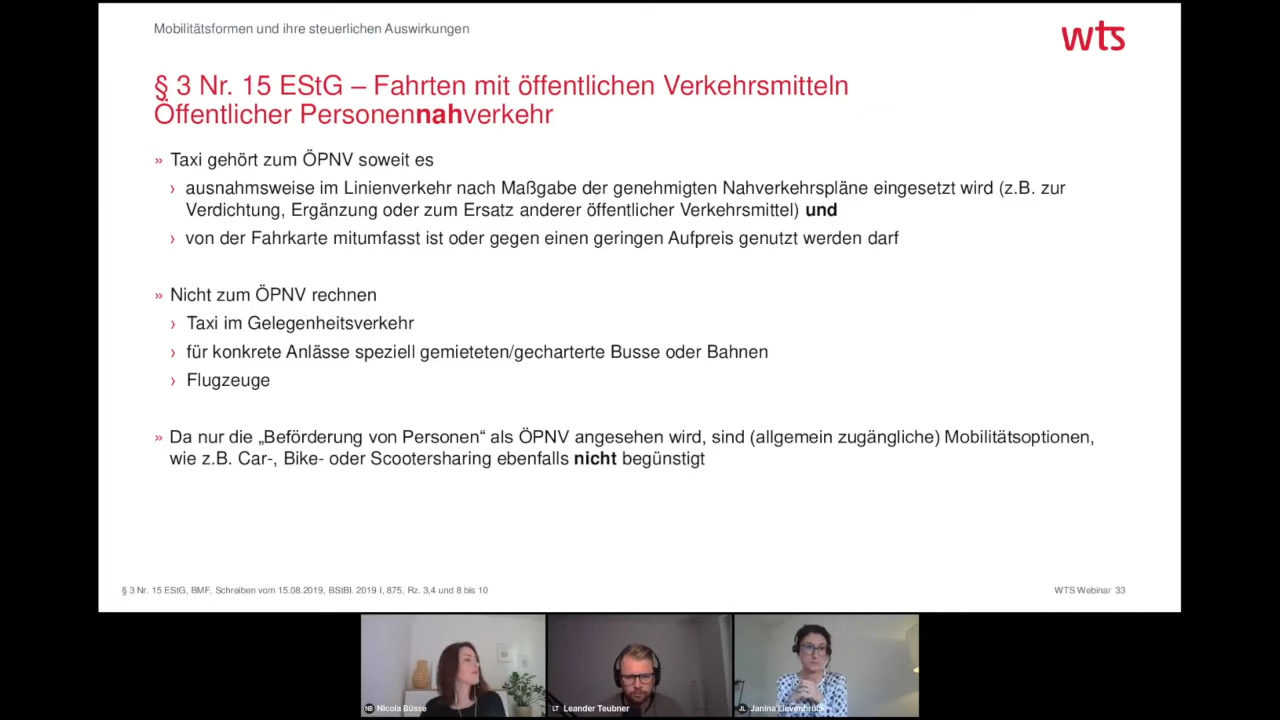 Mobilitätsformen und ihre steuerlichen Auswirkungen
wts
§ 3 Nr. 15 EStG – Fahrten mit öffentlichen Verkehrsmitteln
Öffentlicher Personennahverkehr
» Taxi gehört zum ÖPNV soweit es
› ausnahmsweise im Linienverkehr nach Maßgabe der genehmigten Nahverkehrspläne eingesetzt wird (z.B. zur
Verdichtung, Ergänzung oder zum Ersatz anderer öffentlicher Verkehrsmittel) und
› von der Fahrkarte mitumfasst ist oder gegen einen geringen Aufpreis genutzt werden darf
» Nicht zum ÖPNV rechnen
› Taxi im Gelegenheitsverkehr
› für konkrete Anlässe speziell gemieteten/gecharterte Busse oder Bahnen
› Flugzeuge
» Da nur die „Beförderung von Personen“ als ÖPNV angesehen wird, sind (allgemein zugängliche) Mobilitätsoptionen,
wie z.B. Car-, Bike- oder Scootersharing ebenfalls nicht begünstigt
§ 3 Nr. 15 EStG, BMF, Schreiben vom 15.08.2019, BStBl. 2019 I, 875, Rz. 3,4 und 8 bis 10
WTS Webinar 33
NB Nicola Büsse
LT Leander Teubner
JL Janina Lievenbrück